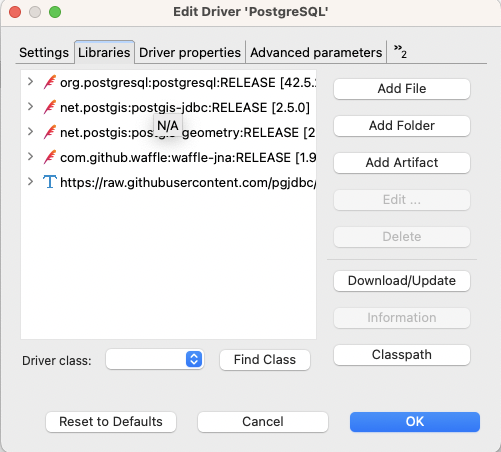 Edit Driver 'PostgreSQL'
Settings
Libraries
Driver properties
Advanced parameters
»2
org.postgresql:postgresql:RELEASE [42.5.
net.postgis:postgis-jdbc:RELEASE [2.5.0]
net.postgis:postgis-geometry:RELEASE [2
N/A
com.github.waffle:waffle-jna:RELEASE [1.9
https://raw.githubusercontent.com/pgjdbc/
Add File
Add Folder
Add Artifact
Edit ...
Delete
Download/Update
Information
Classpath
Driver class:
Find Class
Reset to Defaults
Cancel
OK